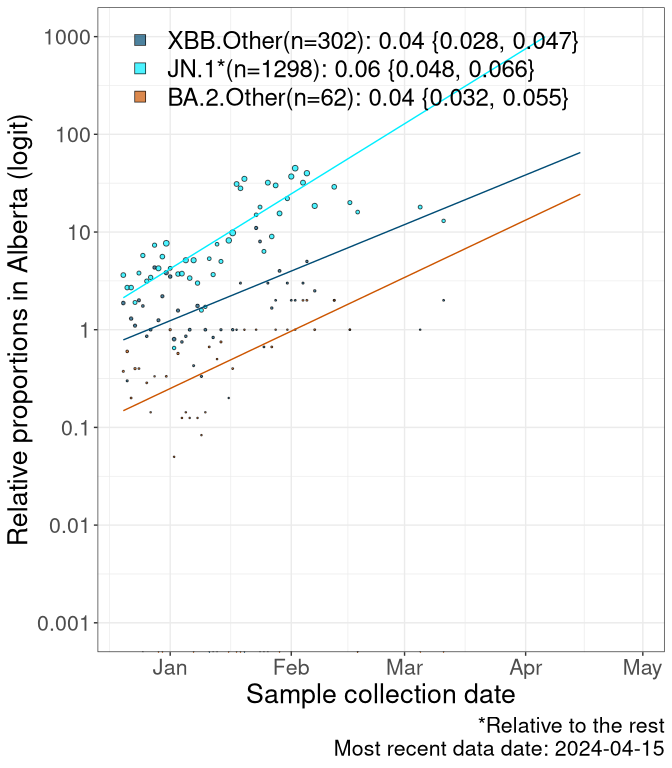 1000
100
10
1
0.1
0.01
0.001
Relative proportions in Alberta (logit)
XBB.Other(n=302): 0.04 {0.028, 0.047}
JN.1*(n=1298): 0.06 {0.048, 0.066}
BA.2.Other(n=62): 0.04 {0.032, 0.055}
Jan Feb Mar Apr May
Sample collection date
*Relative to the rest
Most recent data date: 2024-04-15